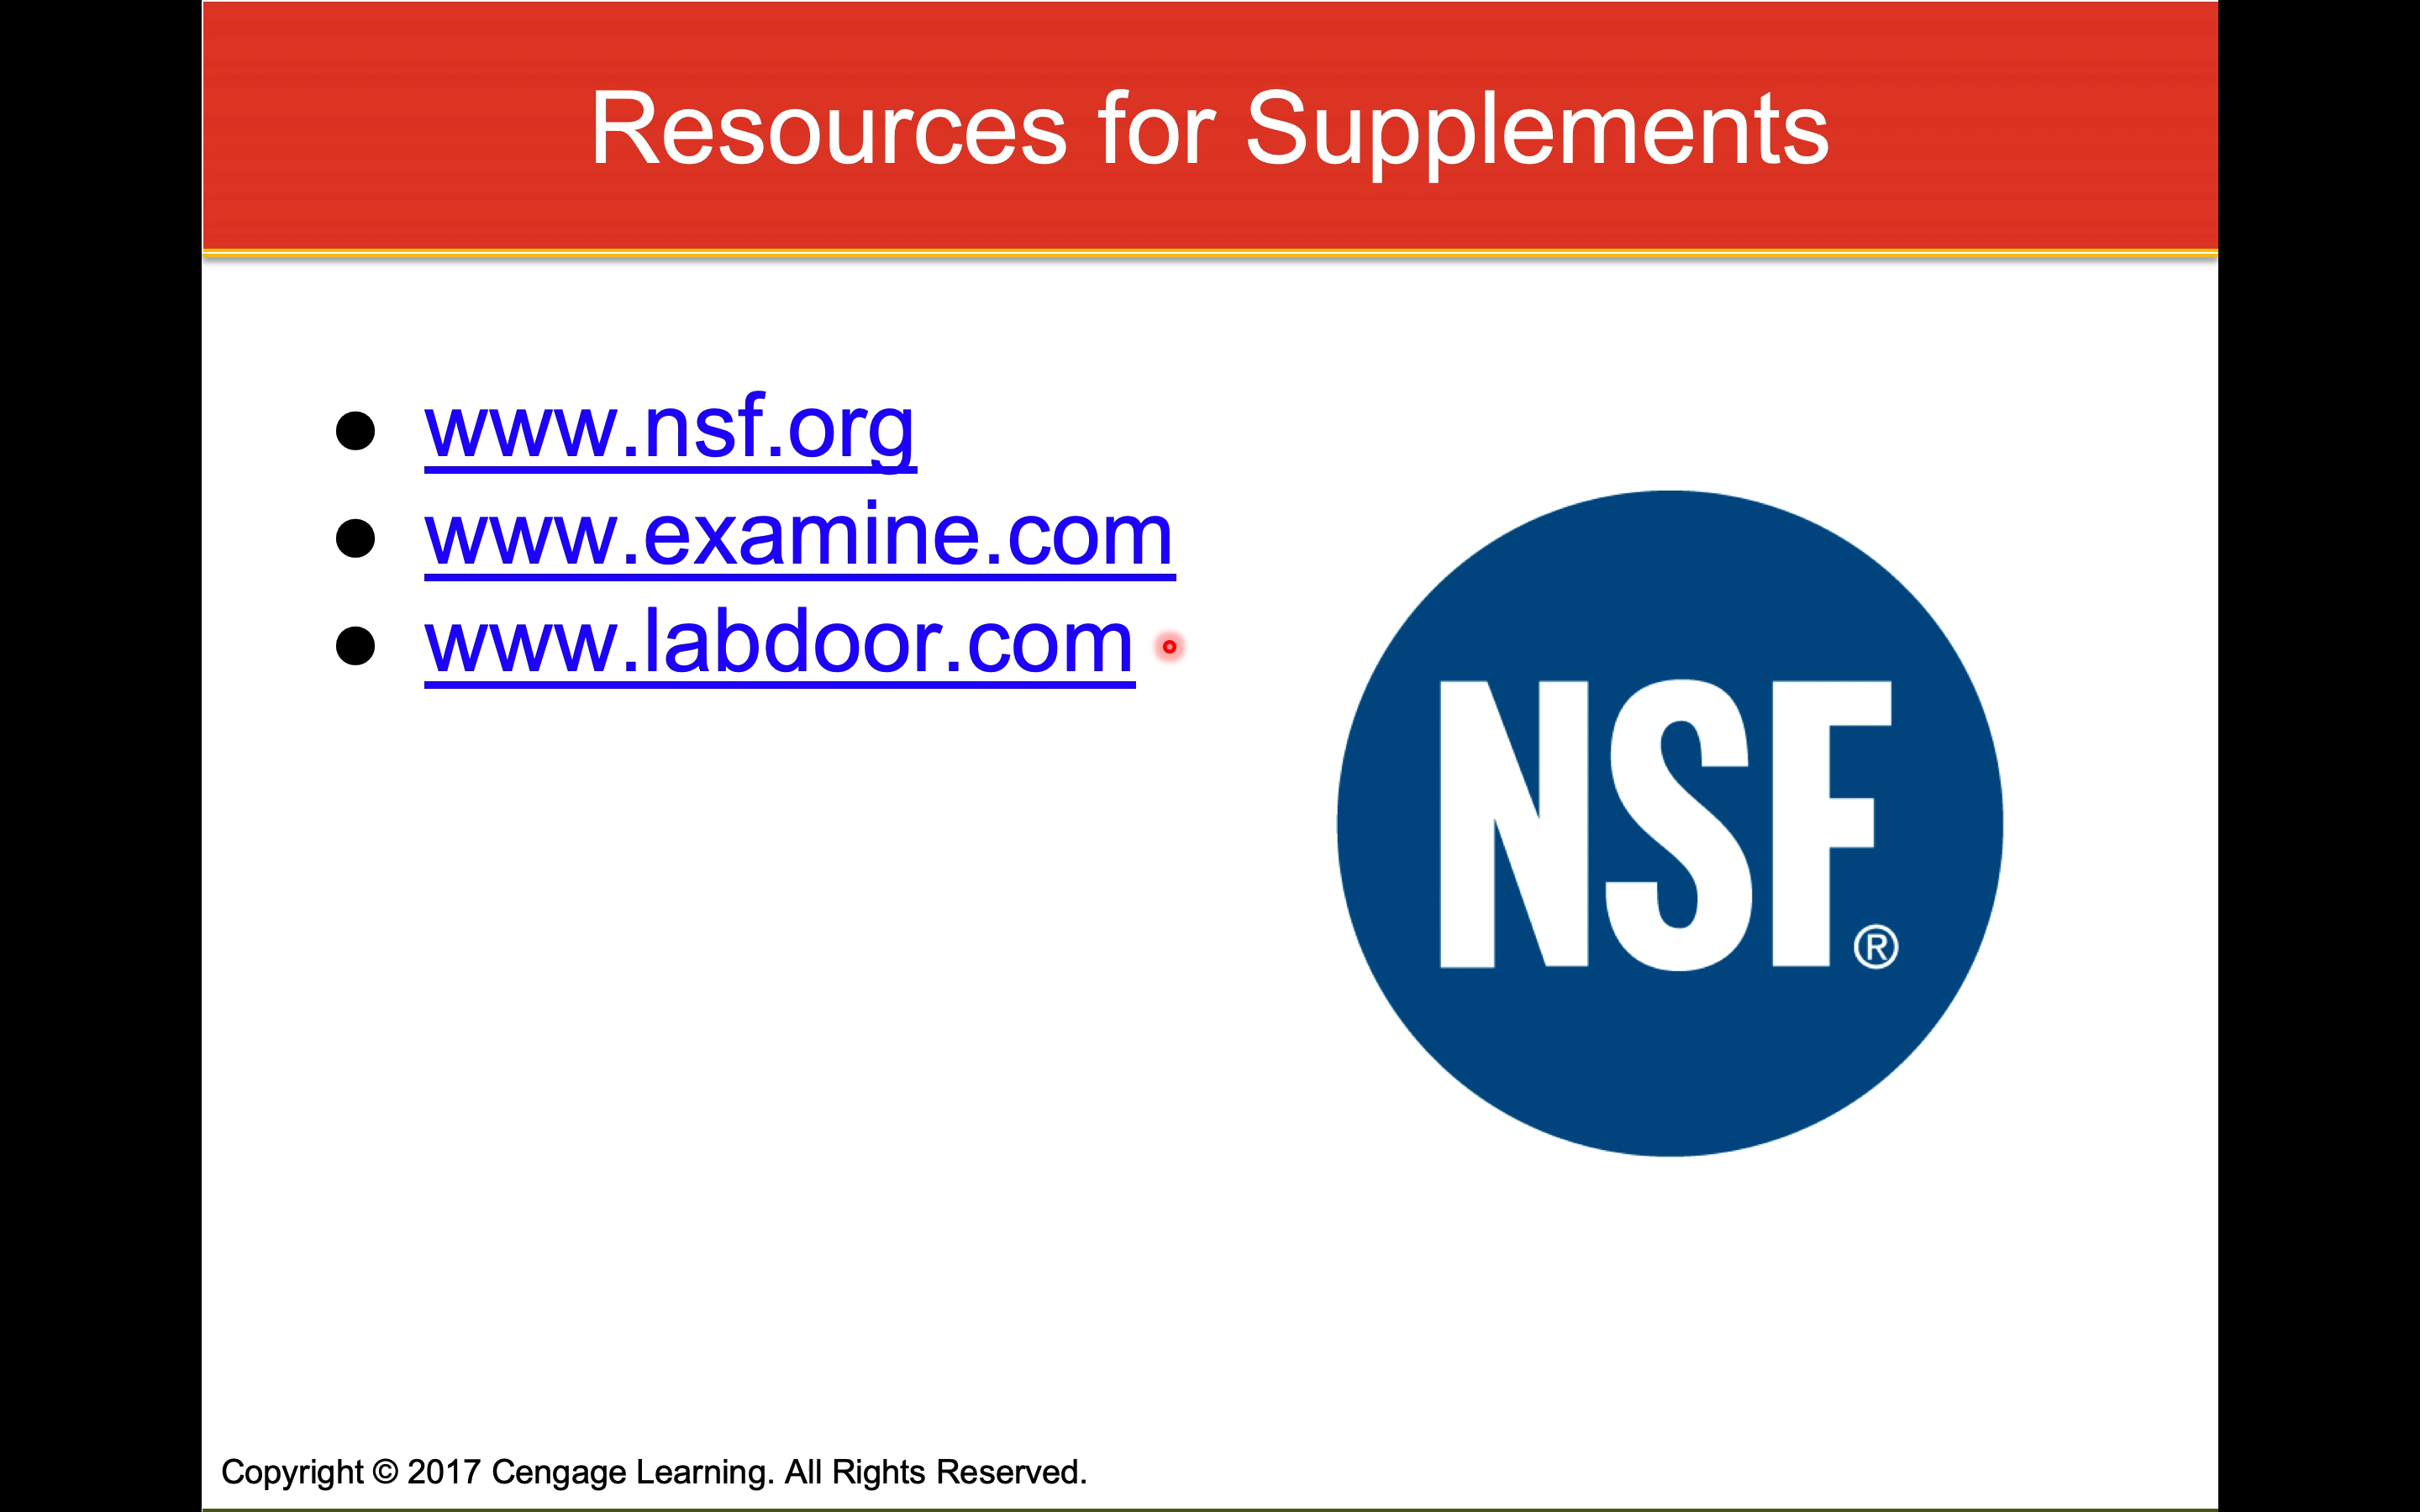 Resources for Supplements
• www.nsf.org
• www.examine.com
• www.labdoor.com
NSF®
Copyright © 2017 Cengage Learning. All Rights Reserved.